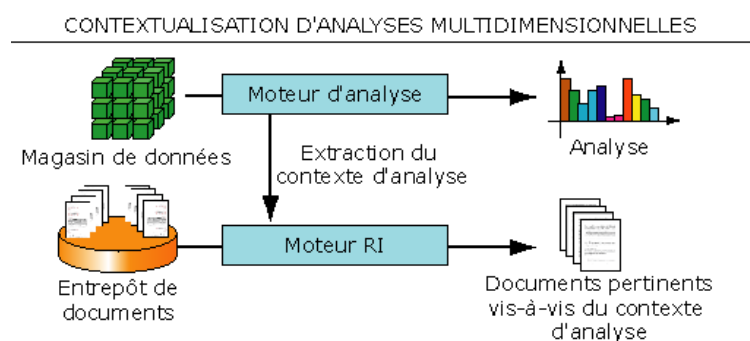 CONTEXTUALISATION D'ANALYSES MULTIDIMENSIONNELLES
Moteur d'analyse
Magasin de données
Extraction du
contexte d'analyse
Analyse
Moteur RI
Entrepôt de
documents
Documents pertinents
vis-à-vis du contexte
d'analyse